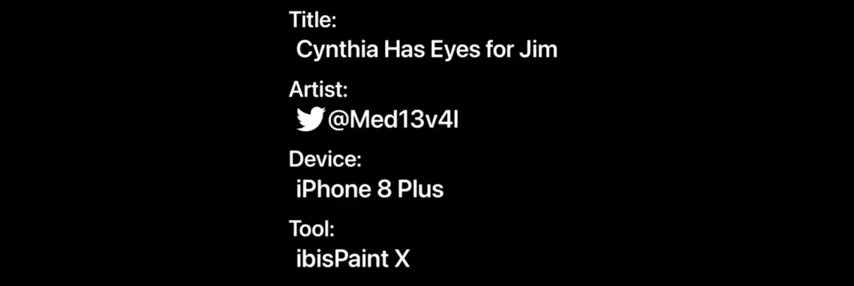 Title:
Cynthia Has Eyes for Jim
Artist:
@Med13v4l
Device:
iPhone 8 Plus
Tool:
ibisPaint X